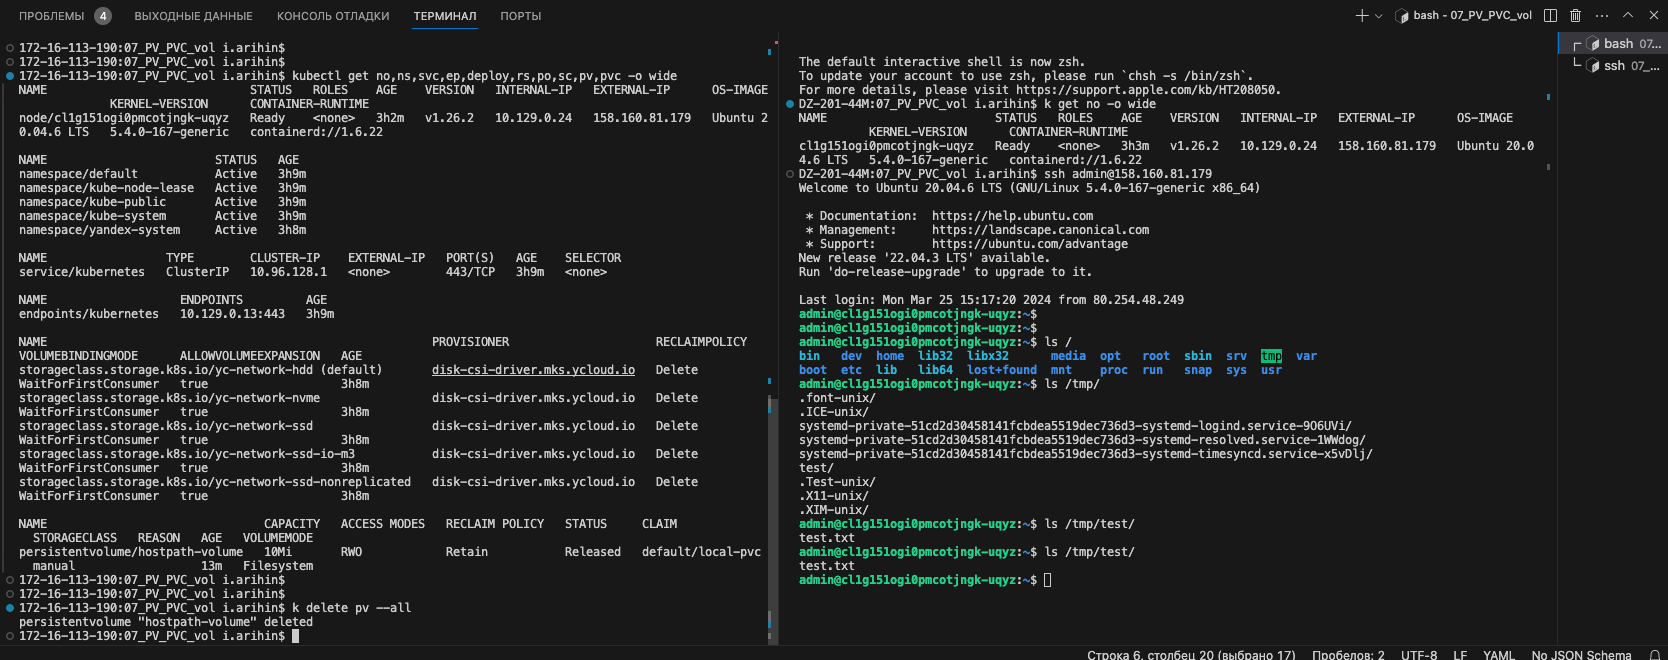 ПРОБЛЕМЫ 4 ВЫХОДНЫЕ ДАННЫЕ КОНСОЛЬ ОТЛАДКИ ТЕРМИНАЛ ПОРТЫ
bash - 07_PV_PVC_vol
172-16-113-190:07_PV_PVC_vol i.arihin$
172-16-113-190:07_PV_PVC_vol i.arihin$
172-16-113-190:07_PV_PVC_vol i.arihin$ kubectl get no,ns,svc,ep,deploy,rs,po,sc,pv,pvc -o wide
NAME STATUS ROLES AGE VERSION INTERNAL-IP EXTERNAL-IP OS-IMAGE
KERNEL-VERSION CONTAINER-RUNTIME
node/cl1g151ogi0pmcotjngk-uqyz Ready <none> 3h2m v1.26.2 10.129.0.24 158.160.81.179 Ubuntu 2
0.04.6 LTS 5.4.0-167-generic containerd://1.6.22
NAME STATUS AGE
namespace/default Active 3h9m
namespace/kube-node-lease Active 3h9m
namespace/kube-public Active 3h9m
namespace/kube-system Active 3h9m
namespace/yandex-system Active 3h8m
NAME TYPE CLUSTER-IP EXTERNAL-IP PORT(S) AGE SELECTOR
service/kubernetes ClusterIP 10.96.128.1 <none> 443/TCP 3h9m <none>
NAME ENDPOINTS AGE
endpoints/kubernetes 10.129.0.13:443 3h9m
NAME PROVISIONER RECLAIMPOLICY
VOLUMEBINDINGMODE ALLOWVOLUMEEXPANSION AGE
storageclass.storage.k8s.io/yc-network-hdd (default) disk-csi-driver.mks.ycloud.io Delete
WaitForFirstConsumer true 3h8m
storageclass.storage.k8s.io/yc-network-nvme disk-csi-driver.mks.ycloud.io Delete
WaitForFirstConsumer true 3h8m
storageclass.storage.k8s.io/yc-network-ssd disk-csi-driver.mks.ycloud.io Delete
WaitForFirstConsumer true 3h8m
storageclass.storage.k8s.io/yc-network-ssd-io-m3 disk-csi-driver.mks.ycloud.io Delete
WaitForFirstConsumer true 3h8m
storageclass.storage.k8s.io/yc-network-ssd-nonreplicated disk-csi-driver.mks.ycloud.io Delete
WaitForFirstConsumer true 3h8m
NAME CAPACITY ACCESS MODES RECLAIM POLICY STATUS CLAIM
STORAGECLASS REASON AGE VOLUMEMODE
persistentvolume/hostpath-volume 10Mi RWO Retain Released default/local-pvc
manual 13m Filesystem
172-16-113-190:07_PV_PVC_vol i.arihin$
172-16-113-190:07_PV_PVC_vol i.arihin$
172-16-113-190:07_PV_PVC_vol i.arihin$ k delete pv --all
persistentvolume "hostpath-volume" deleted
172-16-113-190:07_PV_PVC_vol i.arihin$
The default interactive shell is now zsh.
To update your account to use zsh, please run `chsh -s /bin/zsh`.
For more details, please visit https://support.apple.com/kb/HT208050.
DZ-201-44M:07_PV_PVC_vol i.arihin$ k get no -o wide
NAME STATUS ROLES AGE VERSION INTERNAL-IP EXTERNAL-IP OS-IMAGE
KERNEL-VERSION CONTAINER-RUNTIME
cl1g151ogi0pmcotjngk-uqyz Ready <none> 3h3m v1.26.2 10.129.0.24 158.160.81.179 Ubuntu 20.0
4.6 LTS 5.4.0-167-generic containerd://1.6.22
DZ-201-44M:07_PV_PVC_vol i.arihin$ ssh admin@158.160.81.179
Welcome to Ubuntu 20.04.6 LTS (GNU/Linux 5.4.0-167-generic x86_64)
* Documentation: https://help.ubuntu.com
* Management: https://landscape.canonical.com
* Support: https://ubuntu.com/advantage
New release '22.04.3 LTS' available.
Run 'do-release-upgrade' to upgrade to it.
Last login: Mon Mar 25 15:17:20 2024 from 80.254.48.249
admin@cl1g151ogi0pmcotjngk-uqyz:~$
admin@cl1g151ogi0pmcotjngk-uqyz:~$
admin@cl1g151ogi0pmcotjngk-uqyz:~$ ls /
bin dev home lib32 libx32 media opt root sbin srv tmp var
boot etc lib lib64 lost+found mnt proc run snap sys usr
admin@cl1g151ogi0pmcotjngk-uqyz:~$ ls /tmp/
.font-unix/
.ICE-unix/
systemd-private-51cd2d30458141fcbdea5519dec736d3-systemd-logind.service-9O6UVi/
systemd-private-51cd2d30458141fcbdea5519dec736d3-systemd-resolved.service-1WWdog/
systemd-private-51cd2d30458141fcbdea5519dec736d3-systemd-timesyncd.service-x5vDlj/
test/
.Test-unix/
.X11-unix/
.XIM-unix/
admin@cl1g151ogi0pmcotjngk-uqyz:~$ ls /tmp/test/
test.txt
admin@cl1g151ogi0pmcotjngk-uqyz:~$ ls /tmp/test/
test.txt
admin@cl1g151ogi0pmcotjngk-uqyz:~$
bash 07...
ssh 07_...
Строка 6, столбец 20 (выбрано 17) Пробелов: 2 UTF-8 LF YAML No JSON Schema